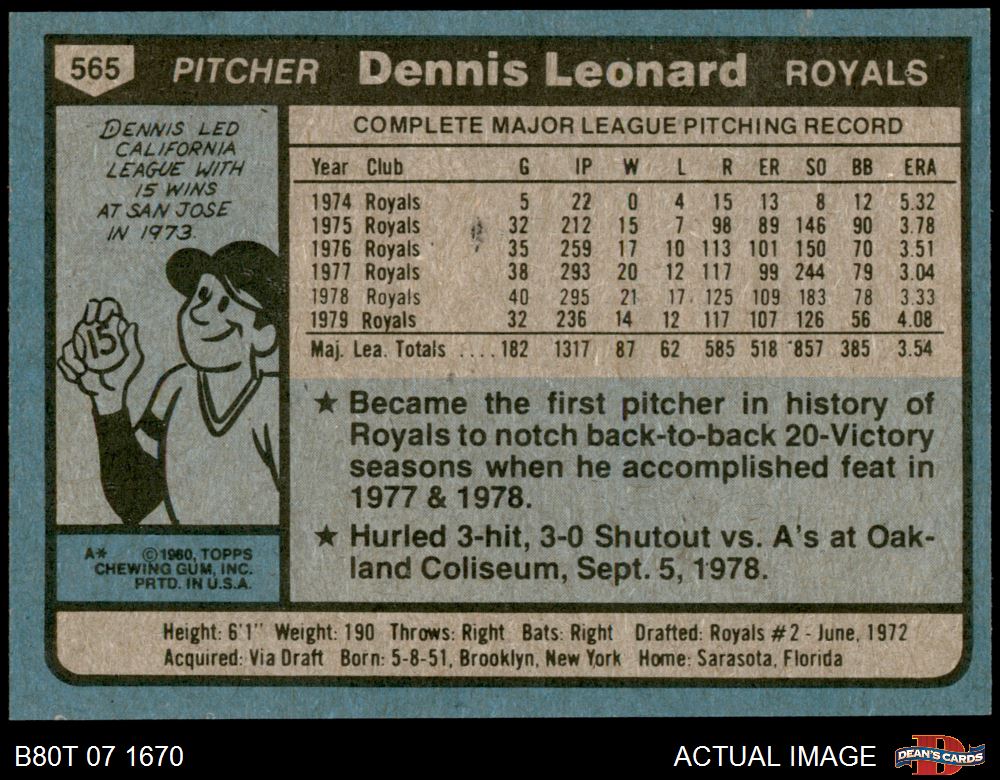 565 PITCHER Dennis Leonard ROYALS
DENNIS LED
CALIFORNIA
LEAGUE WITH
15 WINS
AT SAN JOSE
IN 1973.
15
A* ©1980, TOPPS
CHEWING GUM, INC.
PRTD. IN U.S.A.
COMPLETE MAJOR LEAGUE PITCHING RECORD
Year Club G IP W L R ER SO BB ERA
1974 Royals 5 22 0 4 15 13 8 12 5.32
1975 Royals 32 212 15 7 98 89 146 90 3.78
1976 Royals 35 259 17 10 113 101 150 70 3.51
1977 Royals 38 293 20 12 117 99 244 79 3.04
1978 Royals 40 295 21 17 125 109 183 78 3.33
1979 Royals 32 236 14 12 117 107 126 56 4.08
Maj. Lea. Totals .... 182 1317 87 62 585 518 857 385 3.54
★ Became the first pitcher in history of
Royals to notch back-to-back 20-Victory
seasons when he accomplished feat in
1977 & 1978.
★ Hurled 3-hit, 3-0 Shutout vs. A's at Oak-
land Coliseum, Sept. 5, 1978.
Height: 6'1" Weight: 190 Throws: Right Bats: Right Drafted: Royals #2 - June, 1972
Acquired: Via Draft Born: 5-8-51, Brooklyn, New York Home: Sarasota, Florida
B80T 07 1670 ACTUAL IMAGE D DEAN'S CARDS